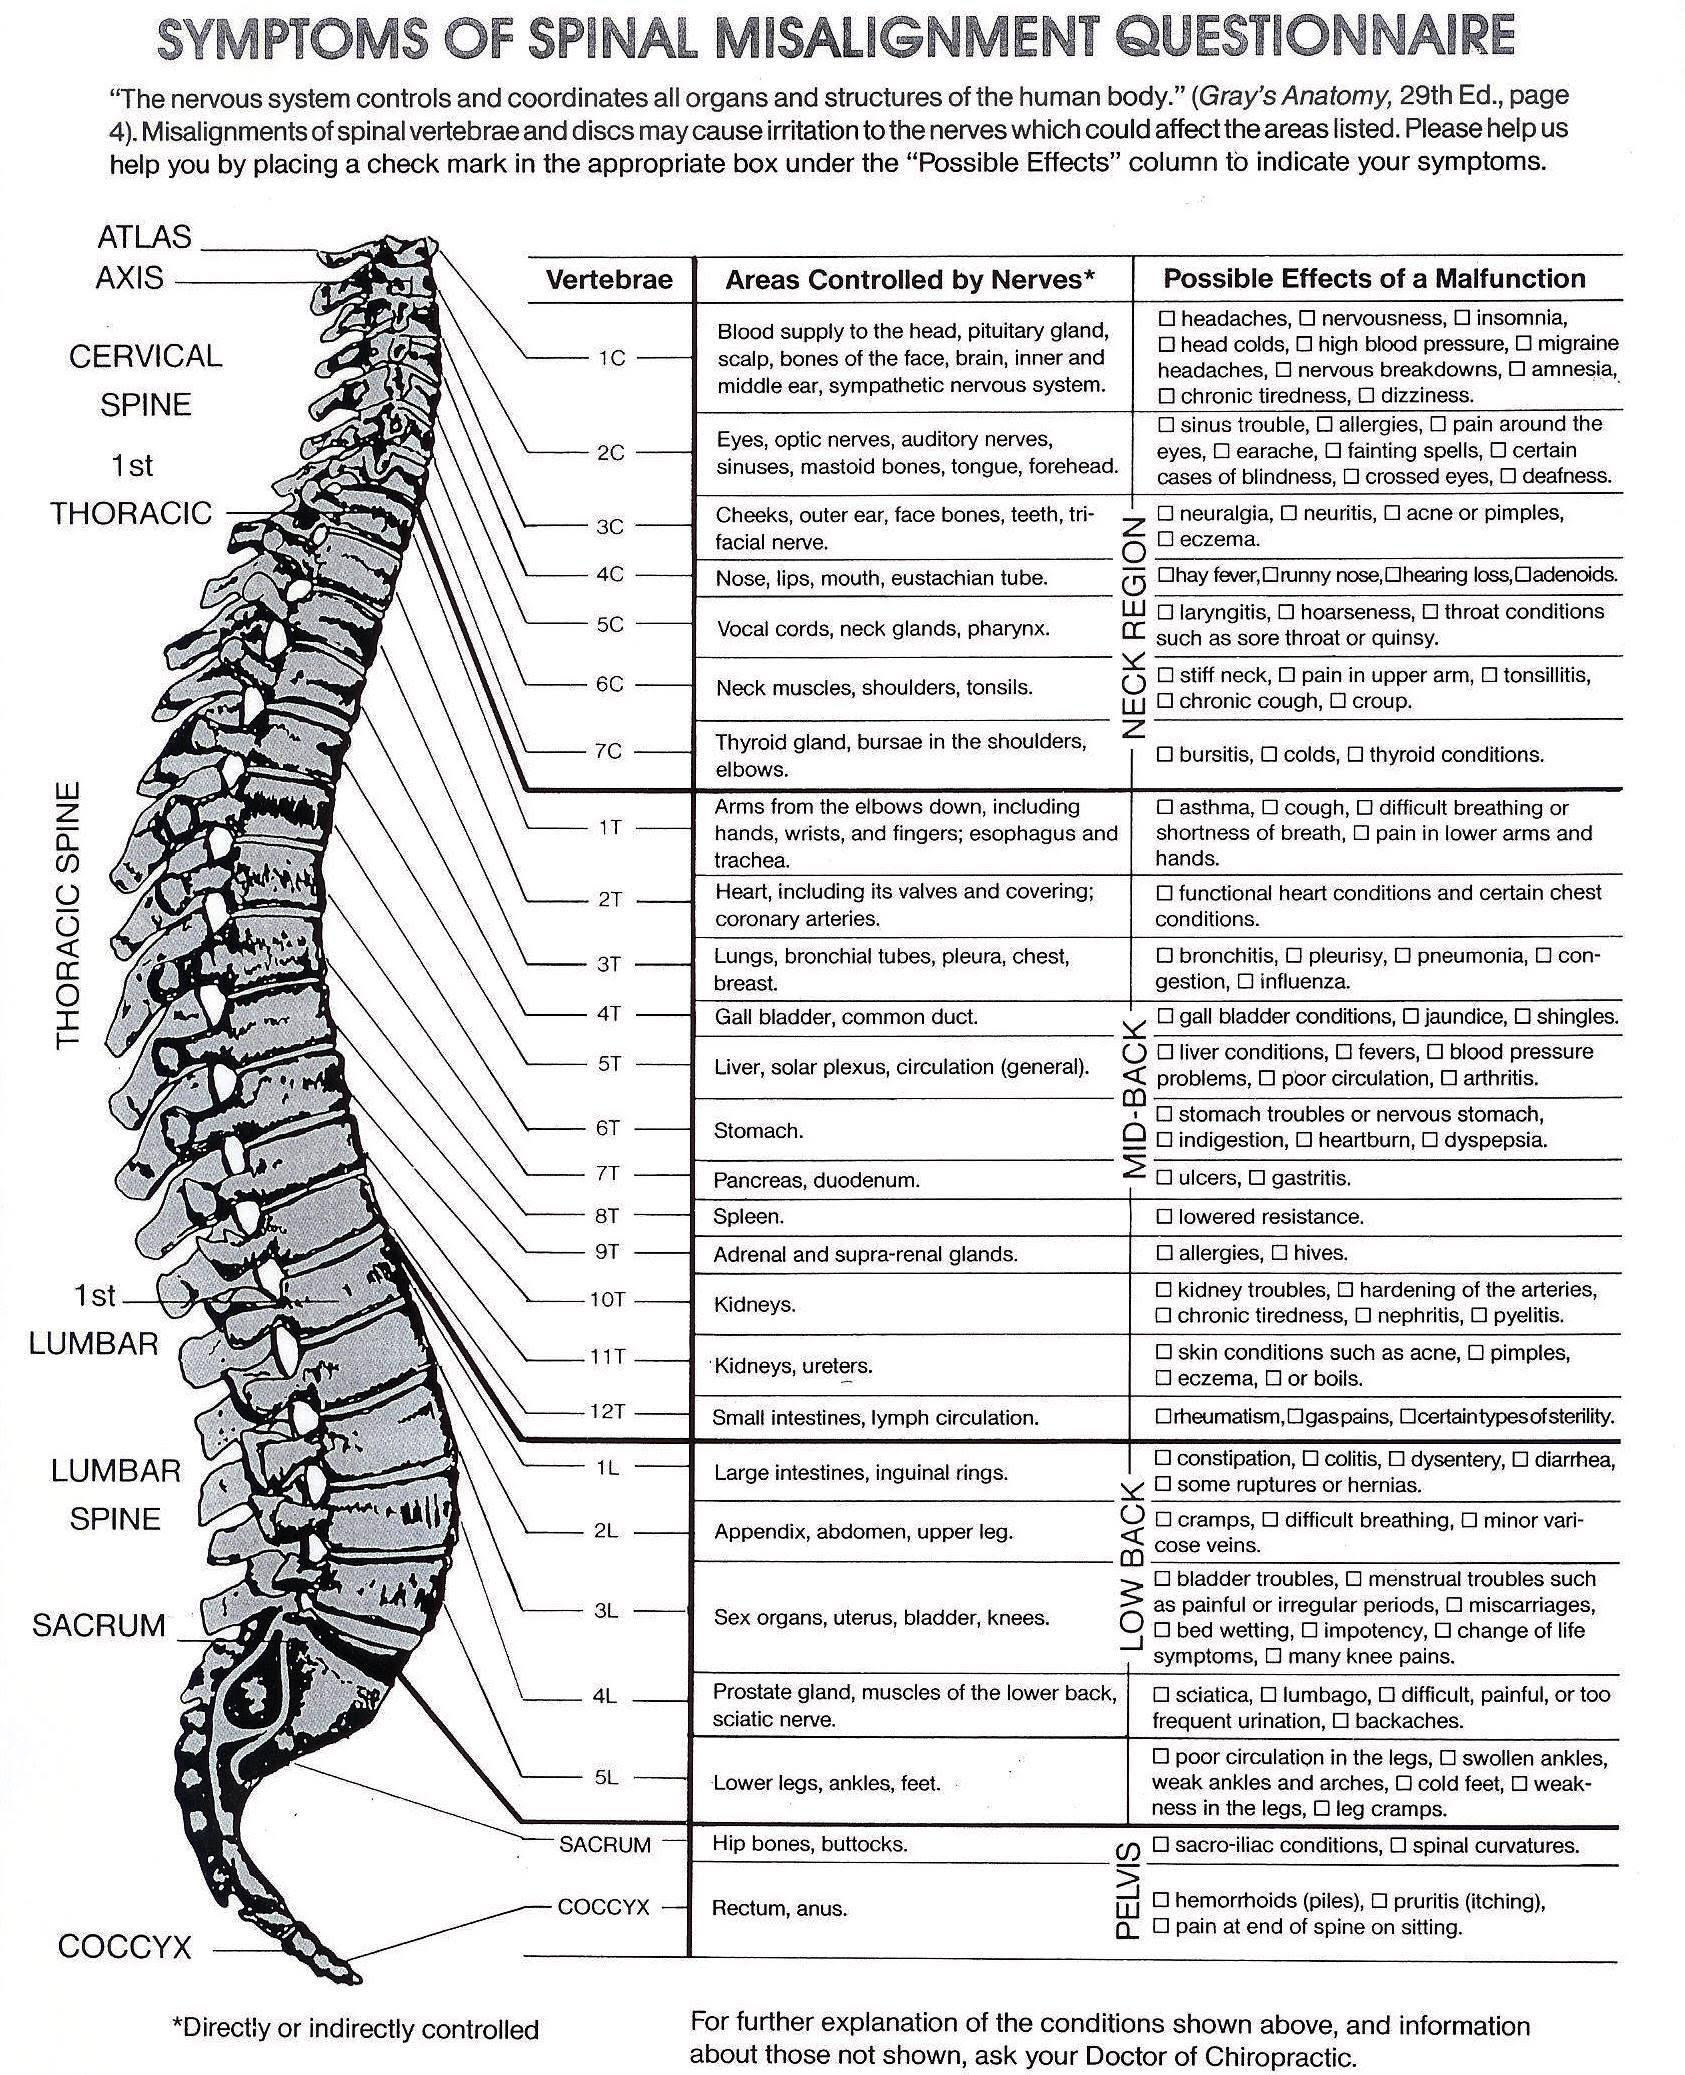 SYMPTOMS OF SPINAL MISALIGNMENT QUESTIONNAIRE
“The nervous system controls and coordinates all organs and structures of the human body.” (Gray’s Anatomy, 29th Ed., page
4). Misalignments of spinal vertebrae and discs may cause irritation to the nerves which could affect the areas listed. Please help us
help you by placing a check mark in the appropriate box under the “Possible Effects” column to indicate your symptoms.
ATLAS
AXIS
CERVICAL
SPINE
1st
THORACIC
THORACIC SPINE
1st
LUMBAR
LUMBAR
SPINE
SACRUM
COCCYX
Vertebrae
Areas Controlled by Nerves*
Possible Effects of a Malfunction
1C
Blood supply to the head, pituitary gland,
scalp, bones of the face, brain, inner and
middle ear, sympathetic nervous system.
☐ headaches, ☐ nervousness, ☐ insomnia,
☐ head colds, ☐ high blood pressure, ☐ migraine
headaches, ☐ nervous breakdowns, ☐ amnesia,
☐ chronic tiredness, ☐ dizziness.
2C
Eyes, optic nerves, auditory nerves,
sinuses, mastoid bones, tongue, forehead.
☐ sinus trouble, ☐ allergies, ☐ pain around the
eyes, ☐ earache, ☐ fainting spells, ☐ certain
cases of blindness, ☐ crossed eyes, ☐ deafness.
3C
Cheeks, outer ear, face bones, teeth, tri-
facial nerve.
☐ neuralgia, ☐ neuritis, ☐ acne or pimples,
☐ eczema.
4C
Nose, lips, mouth, eustachian tube.
☐hay fever,☐runny nose,☐hearing loss,☐adenoids.
5C
Vocal cords, neck glands, pharynx.
☐ laryngitis, ☐ hoarseness, ☐ throat conditions
such as sore throat or quinsy.
6C
Neck muscles, shoulders, tonsils.
☐ stiff neck, ☐ pain in upper arm, ☐ tonsillitis,
☐ chronic cough, ☐ croup.
7C
Thyroid gland, bursae in the shoulders,
elbows.
☐ bursitis, ☐ colds, ☐ thyroid conditions.
NECK REGION
1T
Arms from the elbows down, including
hands, wrists, and fingers; esophagus and
trachea.
☐ asthma, ☐ cough, ☐ difficult breathing or
shortness of breath, ☐ pain in lower arms and
hands.
2T
Heart, including its valves and covering;
coronary arteries.
☐ functional heart conditions and certain chest
conditions.
3T
Lungs, bronchial tubes, pleura, chest,
breast.
☐ bronchitis, ☐ pleurisy, ☐ pneumonia, ☐ con-
gestion, ☐ influenza.
4T
Gall bladder, common duct.
☐ gall bladder conditions, ☐ jaundice, ☐ shingles.
5T
Liver, solar plexus, circulation (general).
☐ liver conditions, ☐ fevers, ☐ blood pressure
problems, ☐ poor circulation, ☐ arthritis.
6T
Stomach.
☐ stomach troubles or nervous stomach,
☐ indigestion, ☐ heartburn, ☐ dyspepsia.
7T
Pancreas, duodenum.
☐ ulcers, ☐ gastritis.
8T
Spleen.
☐ lowered resistance.
9T
Adrenal and supra-renal glands.
☐ allergies, ☐ hives.
10T
Kidneys.
☐ kidney troubles, ☐ hardening of the arteries,
☐ chronic tiredness, ☐ nephritis, ☐ pyelitis.
11T
Kidneys, ureters.
☐ skin conditions such as acne, ☐ pimples,
☐ eczema, ☐ or boils.
12T
Small intestines, lymph circulation.
☐rheumatism,☐gas pains, ☐certain types of sterility.
MID-BACK
1L
Large intestines, inguinal rings.
☐ constipation, ☐ colitis, ☐ dysentery, ☐ diarrhea,
☐ some ruptures or hernias.
2L
Appendix, abdomen, upper leg.
☐ cramps, ☐ difficult breathing, ☐ minor vari-
cose veins.
3L
Sex organs, uterus, bladder, knees.
☐ bladder troubles, ☐ menstrual troubles such
as painful or irregular periods, ☐ miscarriages,
☐ bed wetting, ☐ impotency, ☐ change of life
symptoms, ☐ many knee pains.
4L
Prostate gland, muscles of the lower back,
sciatic nerve.
☐ sciatica, ☐ lumbago, ☐ difficult, painful, or too
frequent urination, ☐ backaches.
5L
Lower legs, ankles, feet.
☐ poor circulation in the legs, ☐ swollen ankles,
weak ankles and arches, ☐ cold feet, ☐ weak-
ness in the legs, ☐ leg cramps.
LOW BACK
SACRUM
Hip bones, buttocks.
☐ sacro-iliac conditions, ☐ spinal curvatures.
COCCYX
Rectum, anus.
☐ hemorrhoids (piles), ☐ pruritis (itching),
☐ pain at end of spine on sitting.
PELVIS
*Directly or indirectly controlled
For further explanation of the conditions shown above, and information
about those not shown, ask your Doctor of Chiropractic.